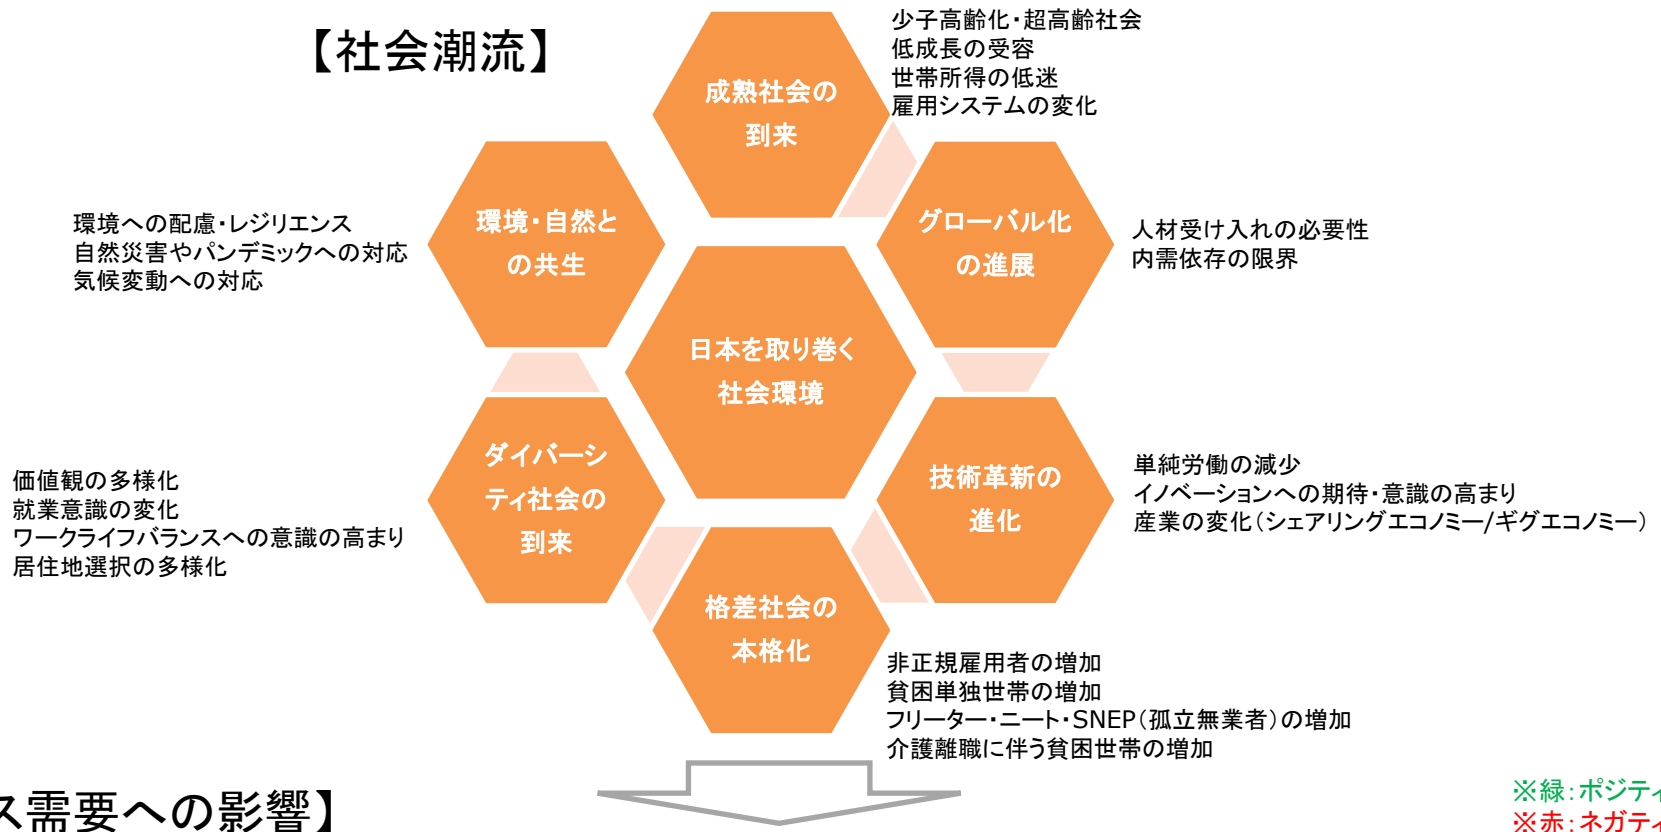 【社会潮流】
少子高齢化・超高齢社会
低成長の受容
世帯所得の低迷
雇用システムの変化
成熟社会の
到来
環境への配慮・レジリエンス
自然災害やパンデミックへの対応
気候変動への対応
環境・自然と
の共生
グローバル化
の進展
人材受け入れの必要性
内需依存の限界
日本を取り巻く
社会環境
価値観の多様化
就業意識の変化
ワークライフバランスへの意識の高まり
居住地選択の多様化
ダイバーシ
ティ社会の
到来
技術革新の
進化
単純労働の減少
イノベーションへの期待・意識の高まり
産業の変化（シェアリングエコノミー/ギグエコノミー）
格差社会の
本格化
非正規雇用者の増加
貧困単独世帯の増加
フリーター・ニート・SNEP（孤立無業者）の増加
介護離職に伴う貧困世帯の増加
ス需要への影響】
※緑：ポジティ
※赤：ネガティ